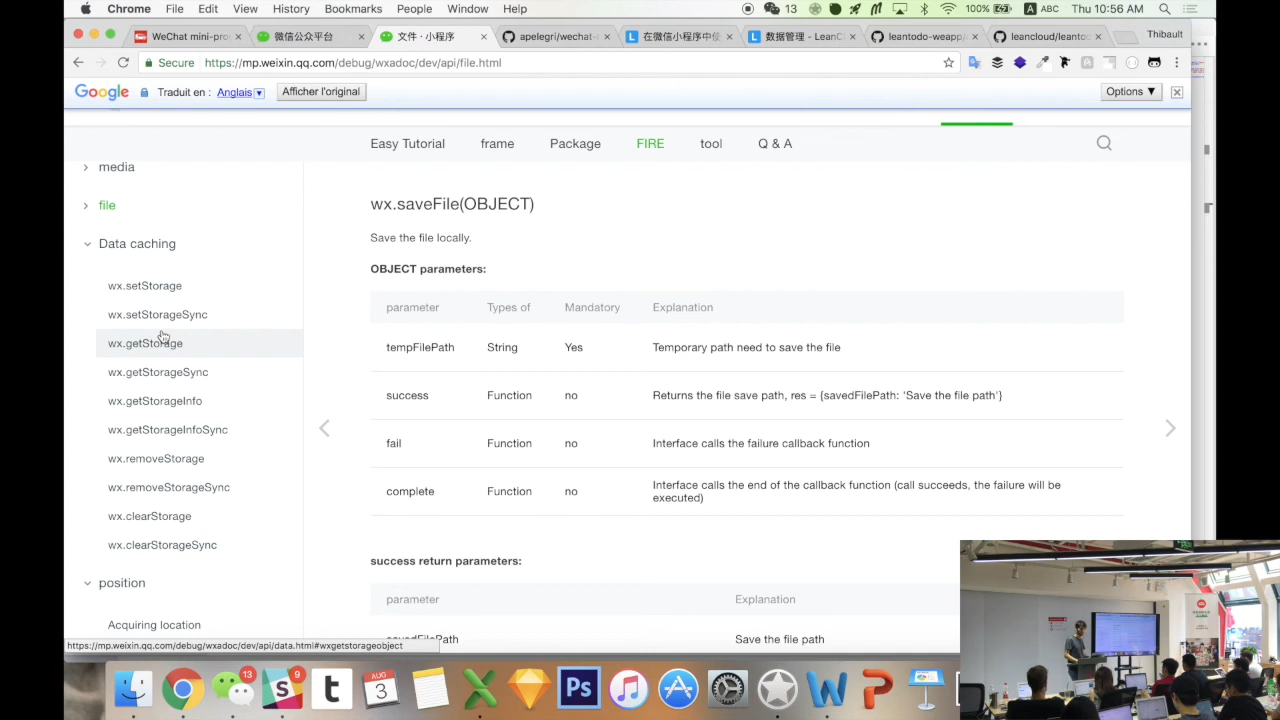 Chrome File Edit View History Bookmarks People Window Help 13 100% A ABC Thu 10:56 AM
WeChat mini-pro 微信公众平台 文件 · 小程序 apelegri/wechat- 在微信小程序中使 数据管理 - LeanC leantodo-weapp/ leancloud/leanto Thibault
Secure https://mp.weixin.qq.com/debug/wxadoc/dev/api/file.html
Google Traduit en : Anglais Afficher l'original Options
Easy Tutorial frame Package FIRE tool Q & A
media
file
Data caching
wx.setStorage
wx.setStorageSync
wx.getStorage
wx.getStorageSync
wx.getStorageInfo
wx.getStorageInfoSync
wx.removeStorage
wx.removeStorageSync
wx.clearStorage
wx.clearStorageSync
position
Acquiring location
wx.saveFile(OBJECT)
Save the file locally.
OBJECT parameters:
parameter Types of Mandatory Explanation
tempFilePath String Yes Temporary path need to save the file
success Function no Returns the file save path, res = {savedFilePath: 'Save the file path'}
fail Function no Interface calls the failure callback function
complete Function no Interface calls the end of the callback function (call succeeds, the failure will be
executed)
success return parameters:
parameter Explanation
savedFilePath Save the file path
https://mp.weixin.qq.com/debug/wxadoc/dev/api/data.html#wxgetstorageobject
13 9 t AUG 3 Ps